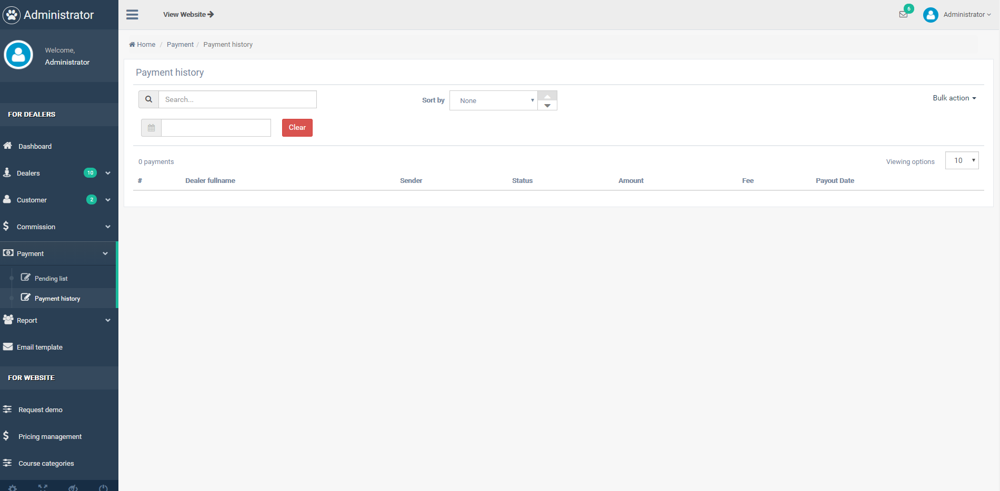 Administrator
View Website
6
Administrator
Welcome,
Administrator
Home / Payment / Payment history
Payment history
Search...
Sort by
None
Bulk action
Clear
0 payments
Viewing options
10
# Dealer fullname Sender Status Amount Fee Payout Date
FOR DEALERS
Dashboard
Dealers 10
Customer 2
Commission
Payment
Pending list
Payment history
Report
Email template
FOR WEBSITE
Request demo
Pricing management
Course categories